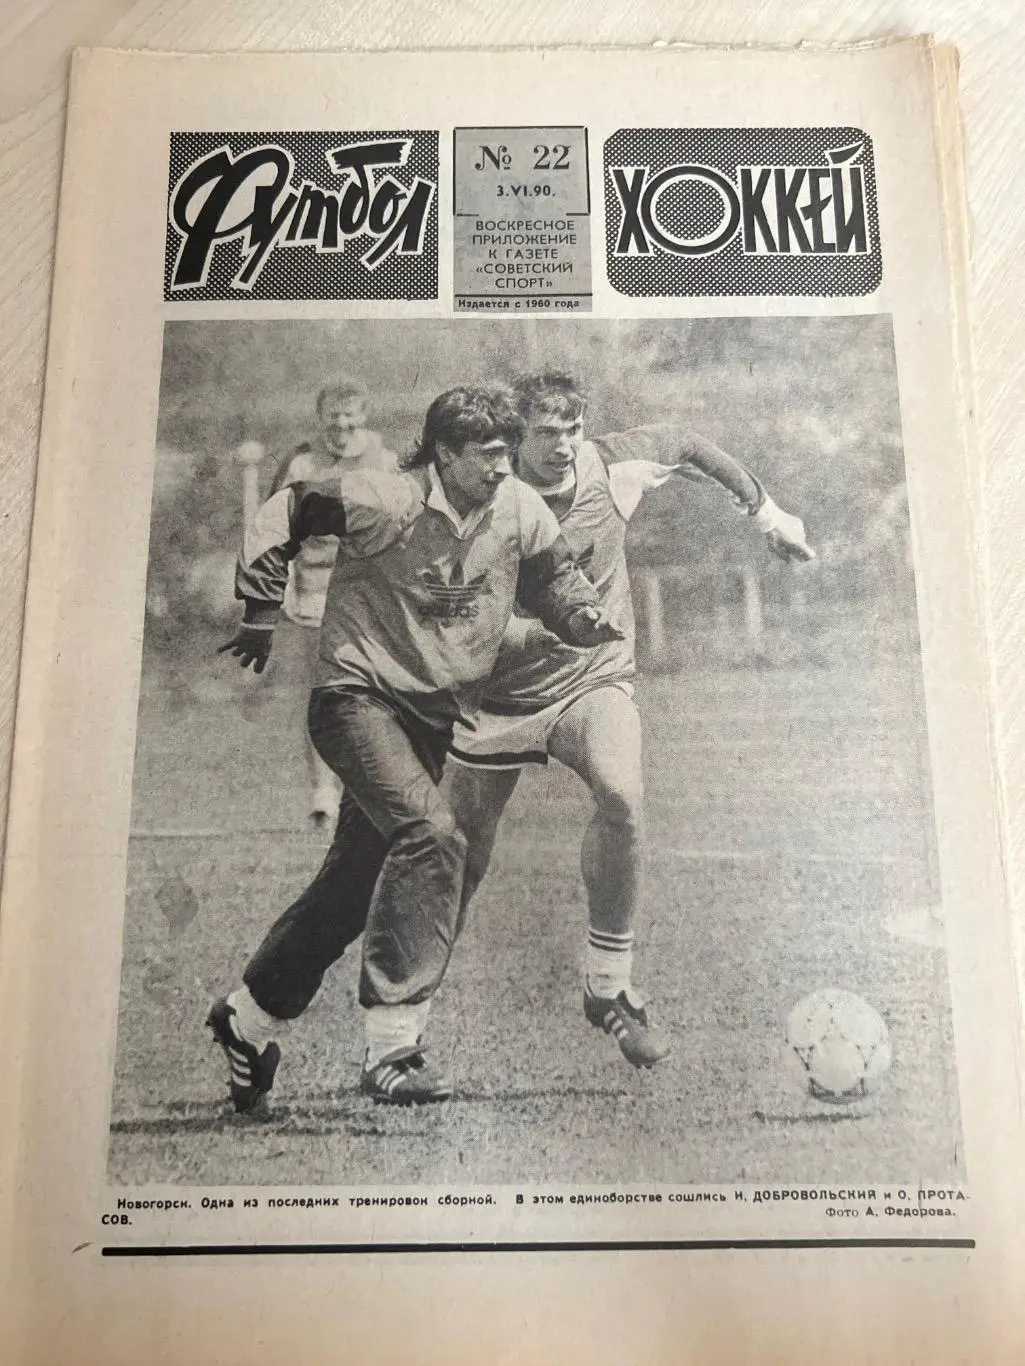 Футбол
№ 22
3.VI.90.
ВОСКРЕСНОЕ
ПРИЛОЖЕНИЕ
К ГАЗЕТЕ
«СОВЕТСКИЙ
СПОРТ»
Издается с 1960 года
ХОККЕЙ
adidas
Новогорск. Одна из последних тренировок сборной. В этом единоборстве сошлись И. ДОБРОВОЛЬСКИЙ и О. ПРОТА-
СОВ.
Фото А. Федорова.